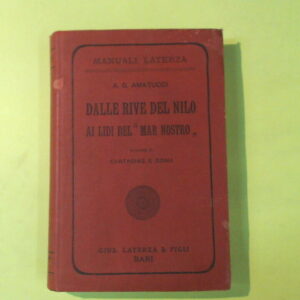 MANUALI LATERZA
A. G. AMATUCCI
DALLE RIVE DEL NILO
AI LIDI DEL "MAR NOSTRO„
CARTAGINE E ROMA
GIUS. LATERZA & FIGLI
BARI